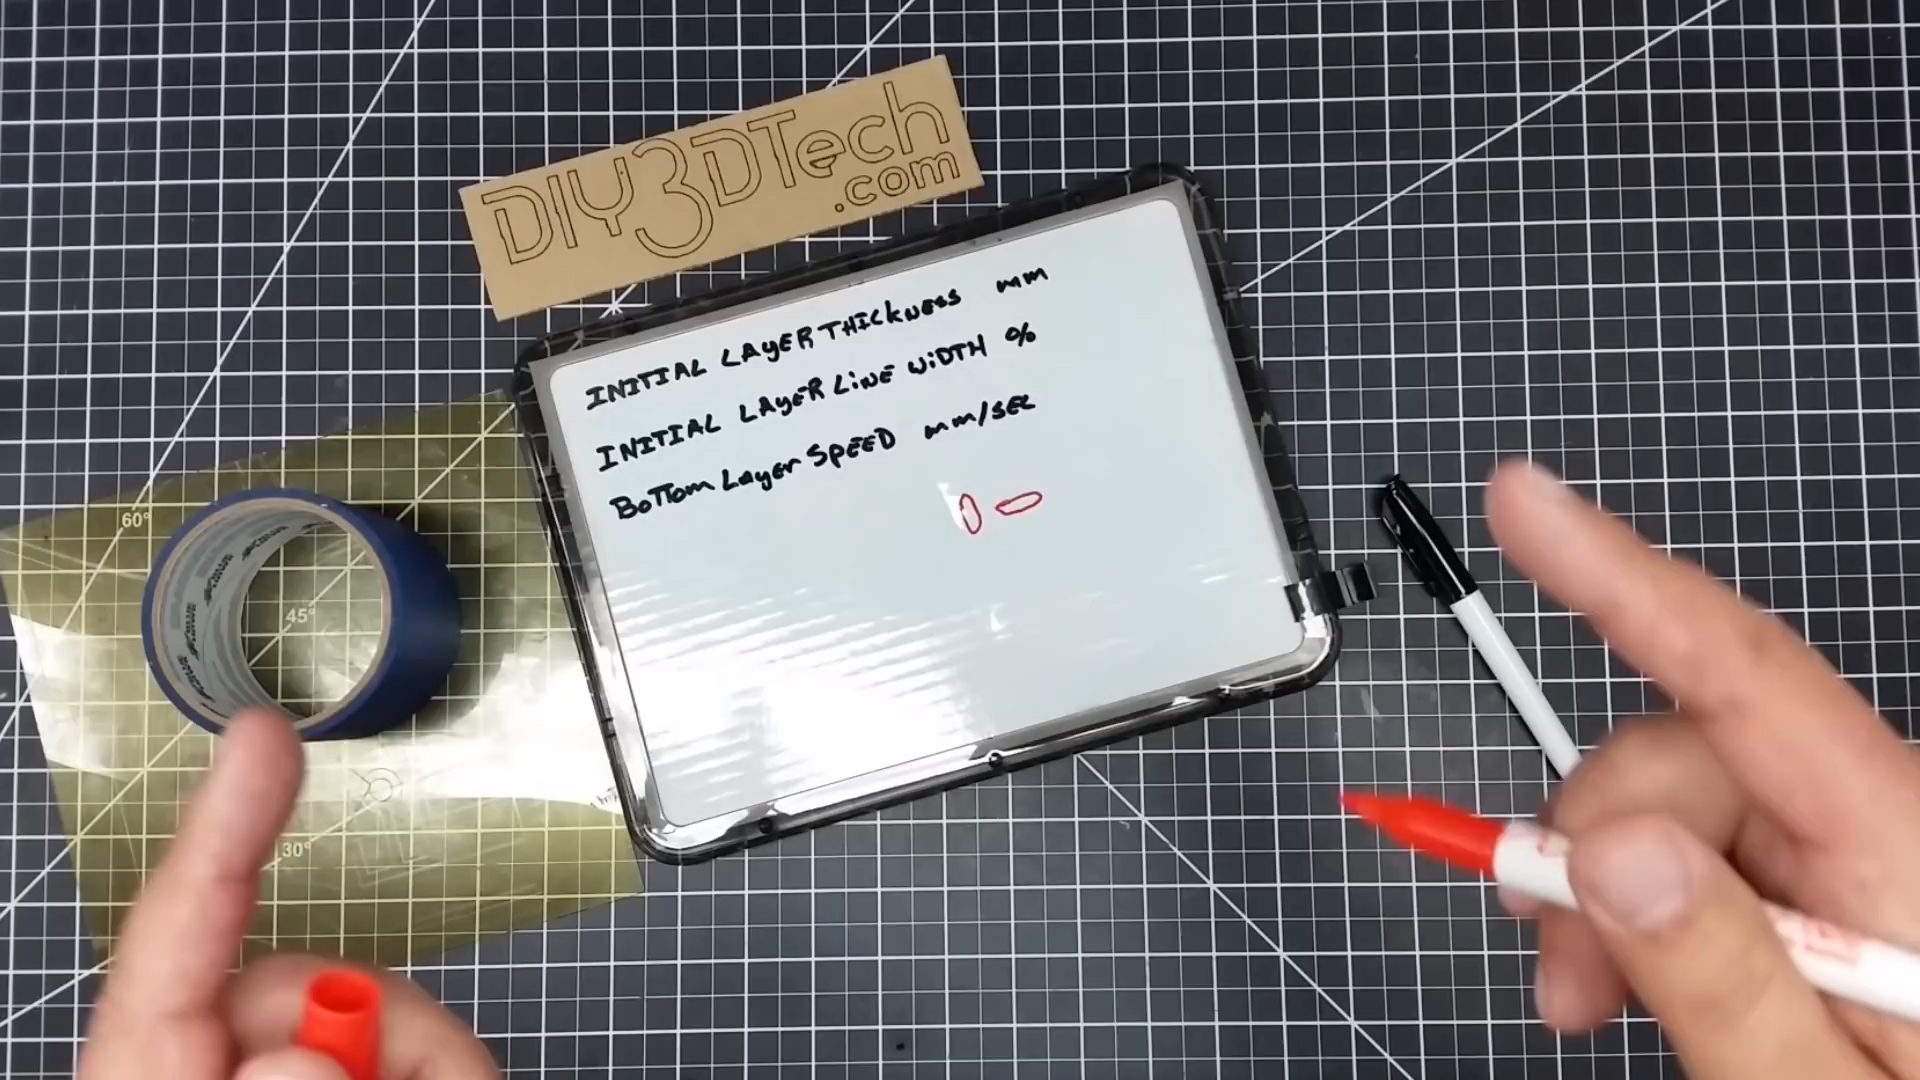 DIY3DTech
.com
INITIAL LAYER THICKNESS mm
INITIAL LAYER LINE WIDTH %
BOTTOM LAYER SPEED mm/SEC
60°
45°
30°